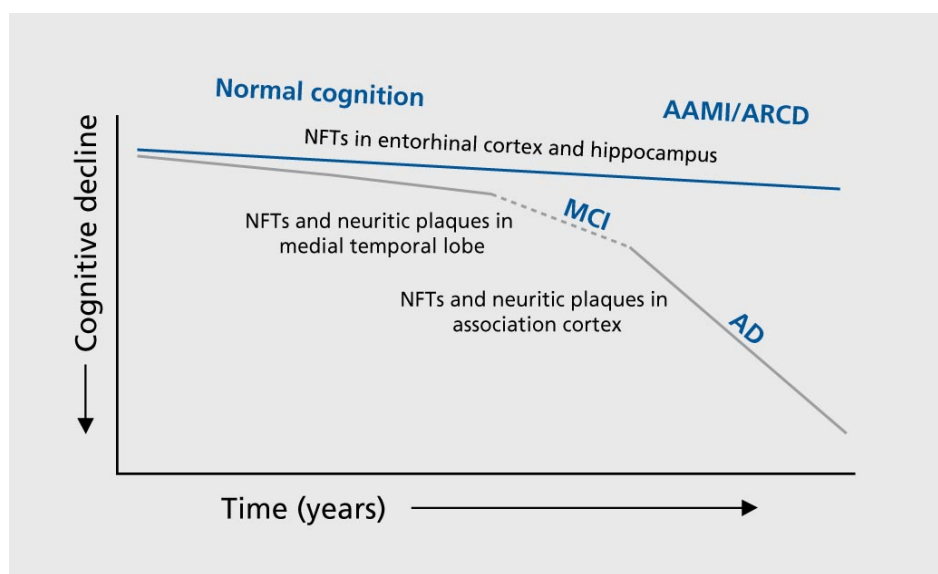 Normal cognition
AAMI/ARCD
NFTs in entorhinal cortex and hippocampus
MCI
NFTs and neuritic plaques in
medial temporal lobe
NFTs and neuritic plaques in
association cortex
AD
Cognitive decline
Time (years)